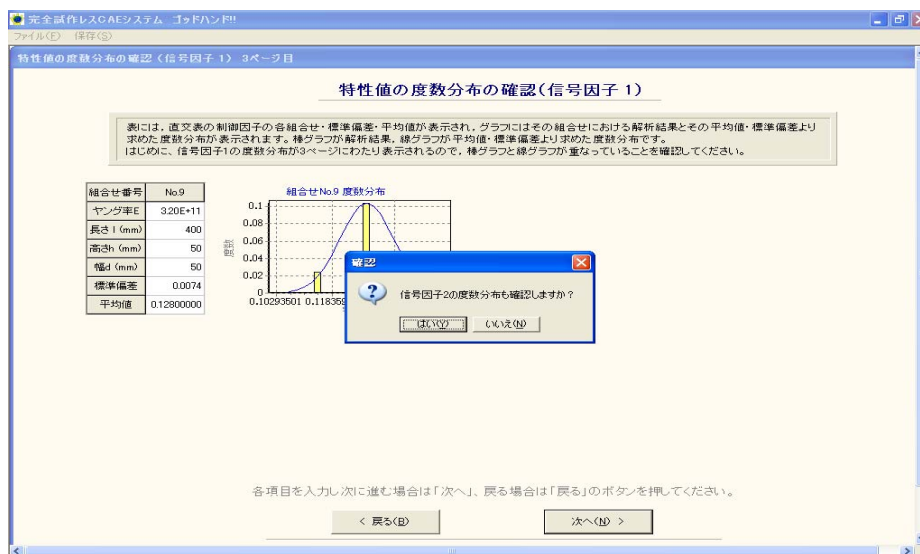 完全試作レスCAEシステム ゴッドハンド!!
ファイル(F) 保存(S)
特性値の度数分布の確認(信号因子1) 3ページ目
特性値の度数分布の確認(信号因子1)
表には，直交表の制御因子の各組合せ・標準偏差・平均値が表示され，グラフにはその組合せにおける解析結果とその平均値・標準偏差より
求めた度数分布が表示されます。棒グラフが解析結果，線グラフが平均値・標準偏差より求めた度数分布です。
はじめに、信号因子1の度数分布が3ページにわたり表示されるので，棒グラフと線グラフが重なっていることを確認してください。
組合せ番号 No.9
ヤング率E 3.20E+11
長さl (mm) 400
高さh (mm) 50
幅d (mm) 50
標準偏差 0.0074
平均値 0.12800000
組合せNo.9 度数分布
度数
0.1
0.08
0.06
0.04
0.02
0
0.10293501 0.118359
確認
信号因子2の度数分布も確認しますか？
はい(Y) いいえ(N)
各項目を入力し次に進む場合は「次へ」、戻る場合は「戻る」のボタンを押してください。
< 戻る(B) 次へ(N) >